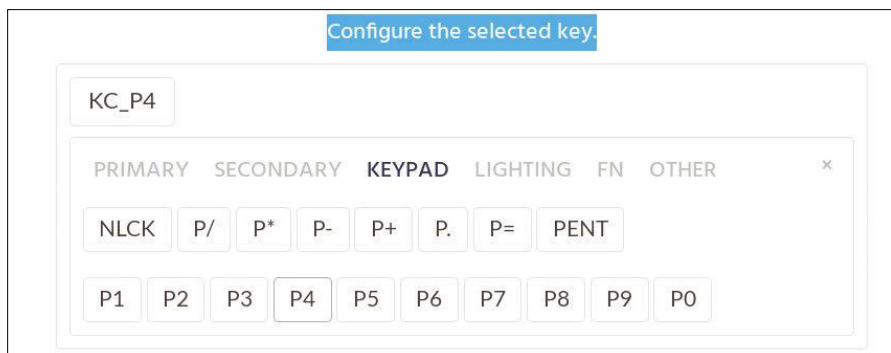 Configure the selected key.
KC_P4
PRIMARY SECONDARY KEYPAD LIGHTING FN OTHER ×
NLCK P/ P* P- P+ P. P= PENT
P1 P2 P3 P4 P5 P6 P7 P8 P9 P0